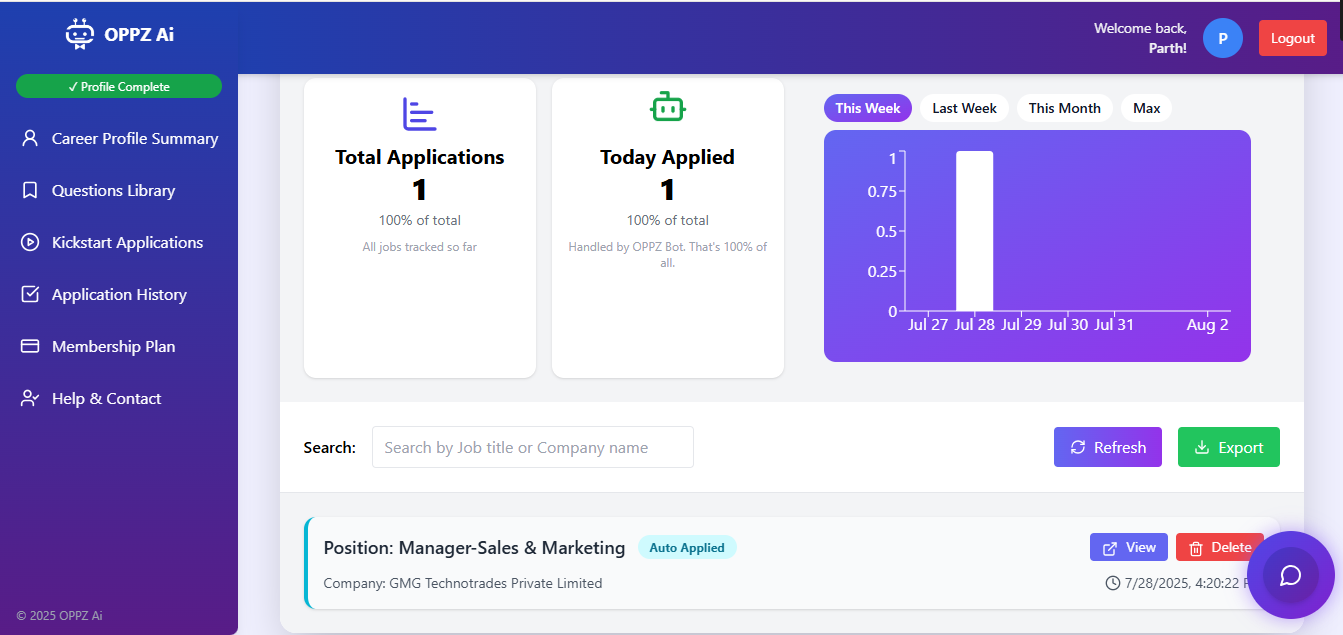 OPPZ Ai
Welcome back,
Parth!
P
Logout
✓ Profile Complete
Career Profile Summary
Questions Library
Kickstart Applications
Application History
Membership Plan
Help & Contact
© 2025 OPPZ Ai
Total Applications
1
100% of total
All jobs tracked so far
Today Applied
1
100% of total
Handled by OPPZ Bot. That's 100% of
all.
This Week Last Week This Month Max
1
0.75
0.5
0.25
0
Jul 27 Jul 28 Jul 29 Jul 30 Jul 31 Aug 2
Search: Search by Job title or Company name
Refresh Export
Position: Manager-Sales & Marketing Auto Applied
View Delete
Company: GMG Technotrades Private Limited
7/28/2025, 4:20:22